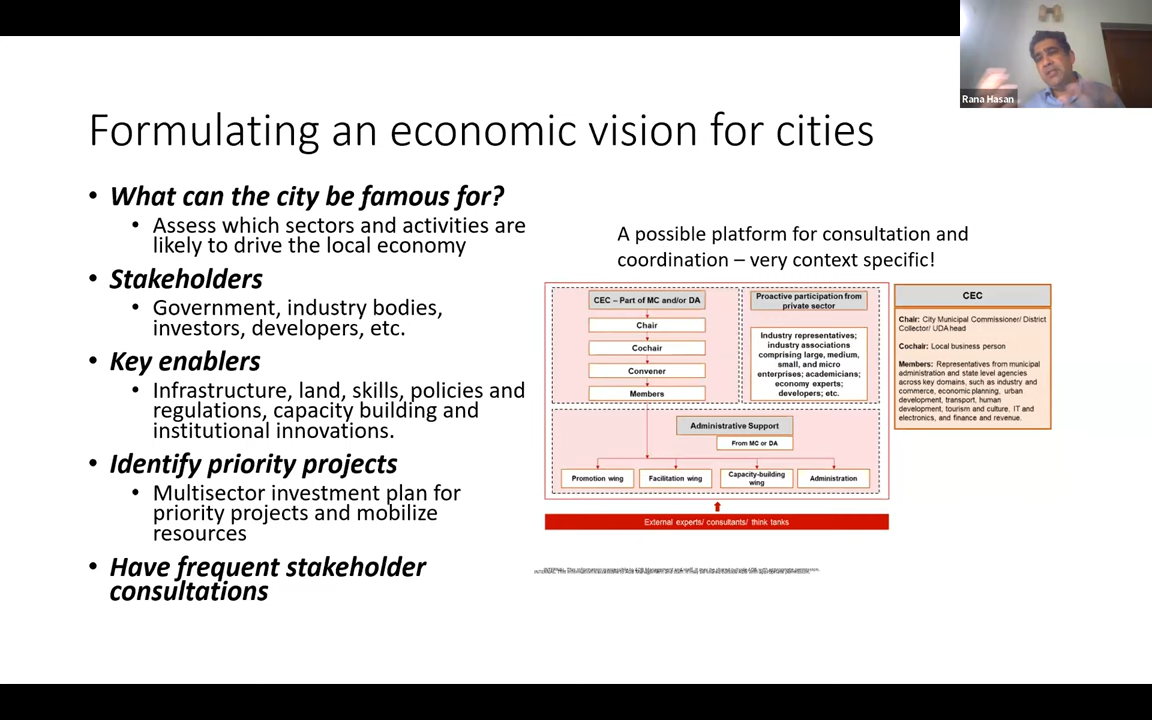 Rana Hasan
Formulating an economic vision for cities
• What can the city be famous for?
• Assess which sectors and activities are
likely to drive the local economy
• Stakeholders
• Government, industry bodies,
investors, developers, etc.
• Key enablers
• Infrastructure, land, skills, policies and
regulations, capacity building and
institutional innovations.
• Identify priority projects
• Multisector investment plan for
priority projects and mobilize
resources
• Have frequent stakeholder
consultations
A possible platform for consultation and
coordination – very context specific!
CEC – Part of MC and/or DA
Chair
Cochair
Convener
Members
Proactive participation from
private sector
Industry representatives;
industry associations
comprising large, medium,
small, and micro
enterprises; academicians;
economy experts;
developers; etc.
Administrative Support
From MC or DA
Promotion wing
Facilitation wing
Capacity-building
wing
Administration
External experts/ consultants/ think tanks
CEC
Chair: City Municipal Commissioner/ District
Collector/ UDA head
Cochair: Local business person
Members: Representatives from municipal
administration and state level agencies
across key domains, such as industry and
commerce, economic planning, urban
development, transport, human
development, tourism and culture, IT and
electronics, and finance and revenue.